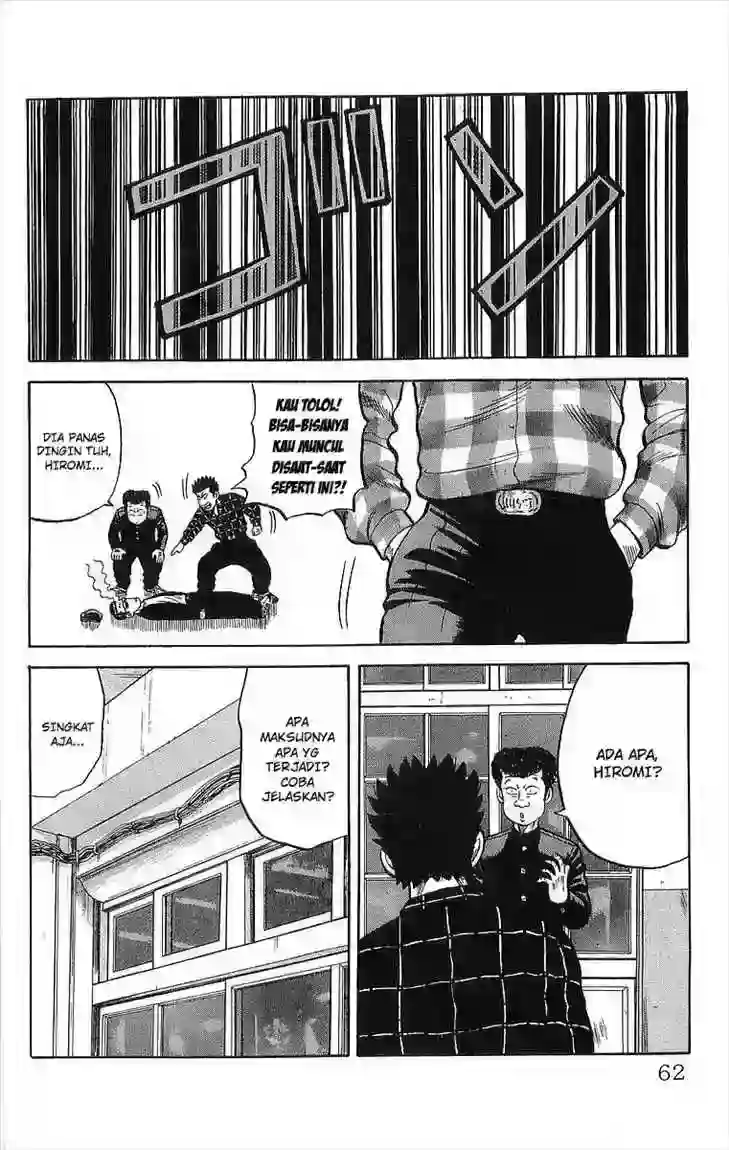 ゴン
KAU TOLOL!
BISA-BISANYA
KAU MUNCUL
DISAAT-SAAT
SEPERTI INI?!
DIA PANAS
DINGIN TUH,
HIROMI...
ADA APA,
HIROMI?
APA
MAKSUDNYA
APA YG
TERJADI?
COBA
JELASKAN?
SINGKAT
AJA...
62